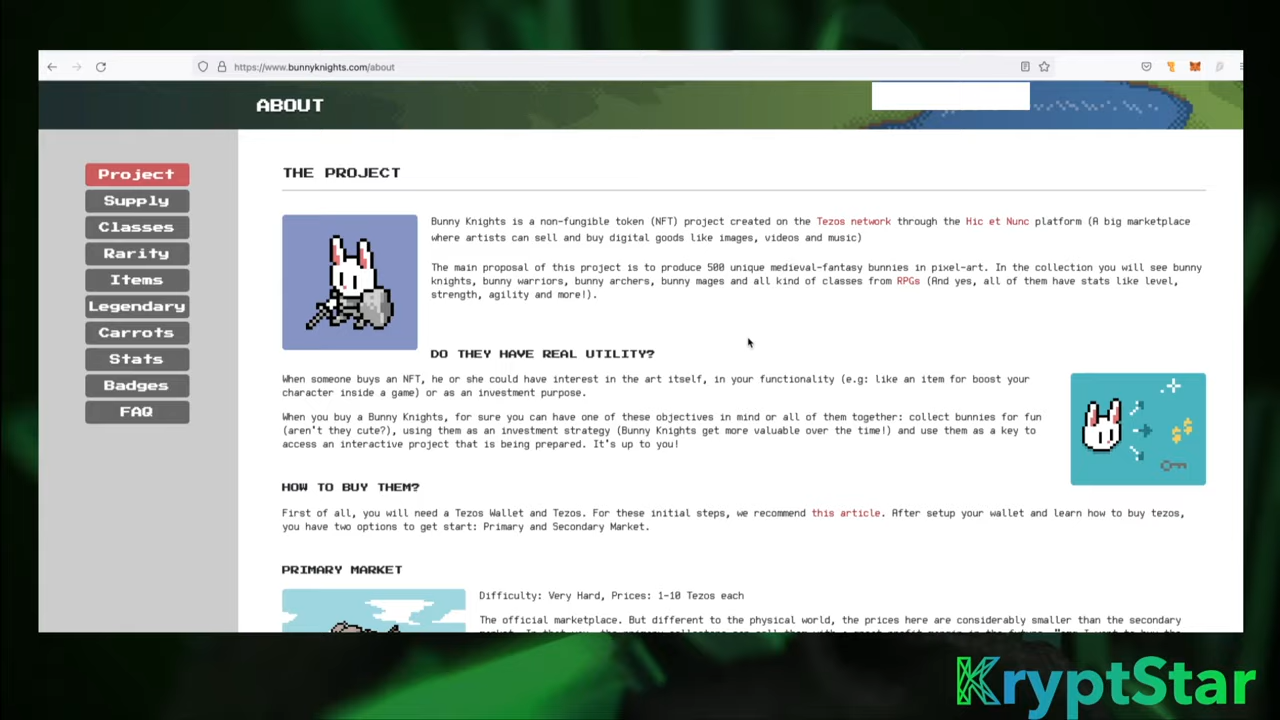 https://www.bunnyknights.com/about
ABOUT
Project
Supply
Classes
Rarity
Items
Legendary
Carrots
Stats
Badges
FAQ
THE PROJECT
Bunny Knights is a non-fungible token (NFT) project created on the Tezos network through the Hic et Nunc platform (A big marketplace
where artists can sell and buy digital goods like images, videos and music)
The main proposal of this project is to produce 500 unique medieval-fantasy bunnies in pixel-art. In the collection you will see bunny
knights, bunny warriors, bunny archers, bunny mages and all kind of classes from RPGs (And yes, all of them have stats like level,
strength, agility and more!).
DO THEY HAVE REAL UTILITY?
When someone buys an NFT, he or she could have interest in the art itself, in your functionality (e.g: like an item for boost your
character inside a game) or as an investment purpose.
When you buy a Bunny Knights, for sure you can have one of these objectives in mind or all of them together: collect bunnies for fun
(aren't they cute?), using them as an investment strategy (Bunny Knights get more valuable over the time!) and use them as a key to
access an interactive project that is being prepared. It's up to you!
HOW TO BUY THEM?
First of all, you will need a Tezos Wallet and Tezos. For these initial steps, we recommend this article. After setup your wallet and learn how to buy tezos,
you have two options to get start: Primary and Secondary Market.
PRIMARY MARKET
Difficulty: Very Hard, Prices: 1-10 Tezos each
The official marketplace. But different to the physical world, the prices here are considerably smaller than the secondary
KryptStar